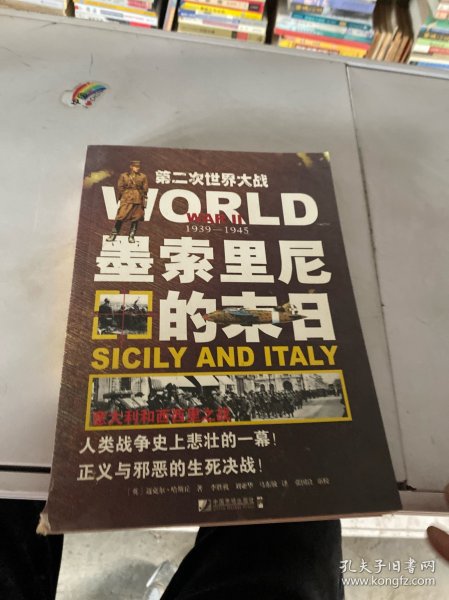 第二次世界大战
WORLD
WAR II
1939—1945
墨索里尼
的末日
SICILY AND ITALY
意大利和西西里之战
人类战争史上悲壮的一幕！
正义与邪恶的生死决战！
孔夫子旧书网
www.kongfz.com